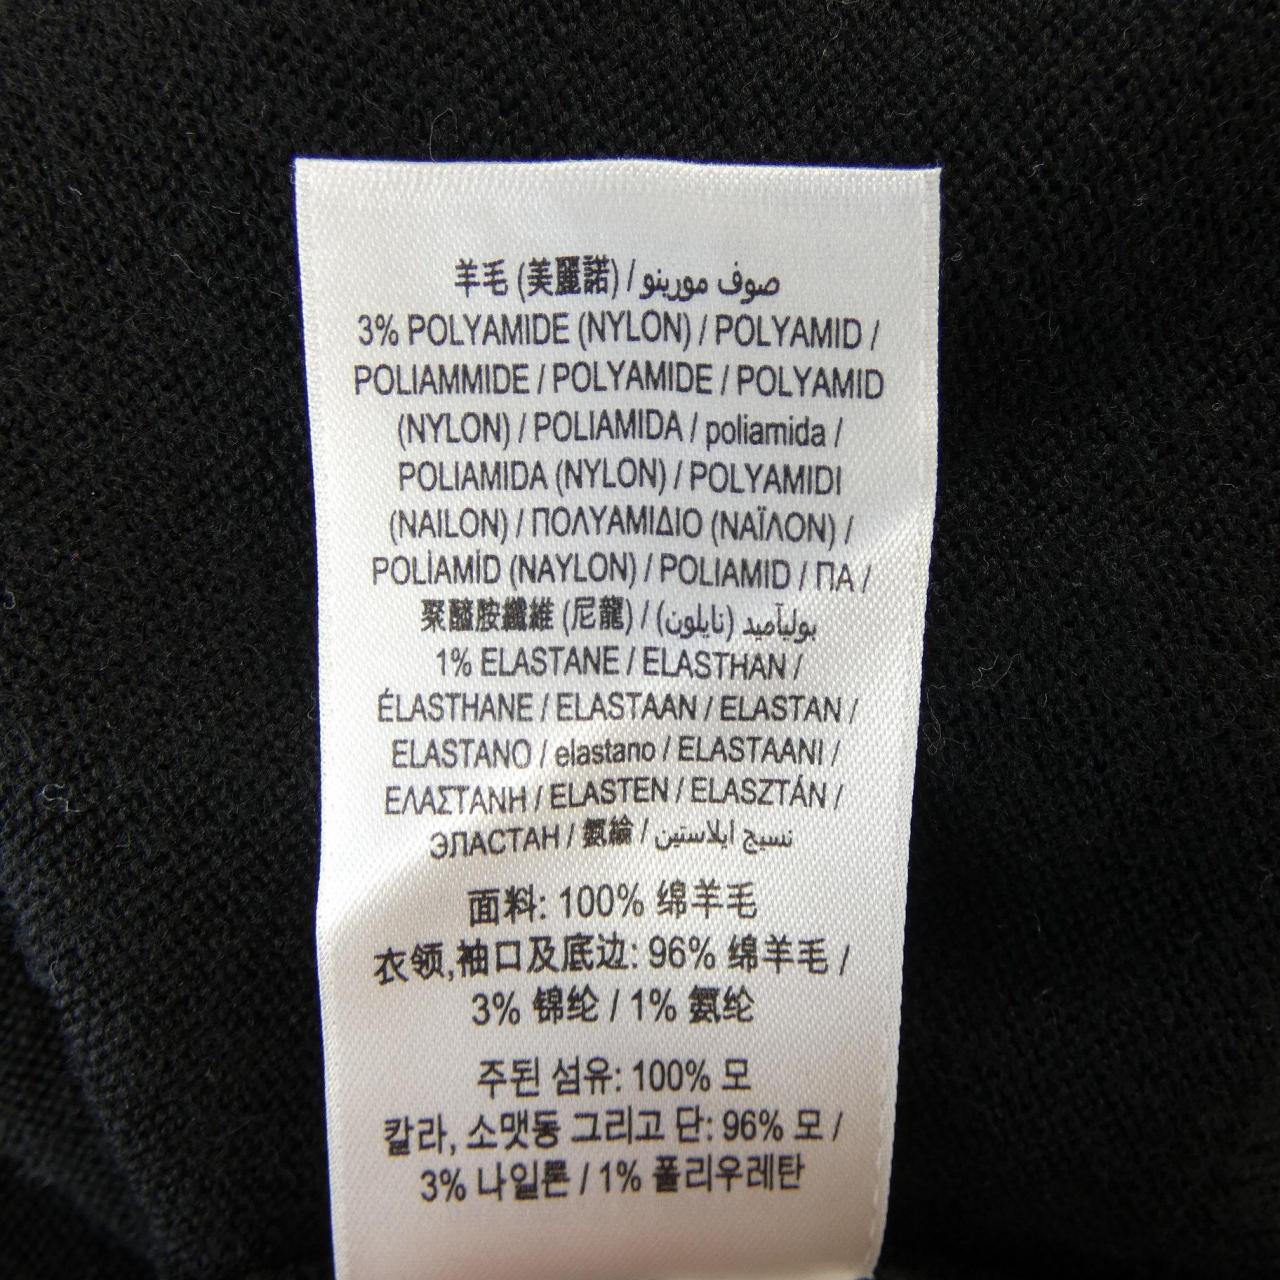 羊毛 (美麗諾) / صوف مورينو
3% POLYAMIDE (NYLON) / POLYAMID /
POLIAMMIDE / POLYAMIDE / POLYAMID
(NYLON) / POLIAMIDA / poliamida /
POLIAMIDA (NYLON) / POLYAMIDI
(NAILON) / ΠΟΛΥΑΜΙΔΙΟ (ΝΑΪΛΟΝ) /
POLİAMİD (NAYLON) / POLIAMID / ПА /
聚醯胺纖維 (尼龍) / بوليأميد (نايلون)
1% ELASTANE / ELASTHAN /
ÉLASTHANE / ELASTAAN / ELASTAN /
ELASTANO / elastano / ELASTAANI /
ΕΛΑΣΤΑΝΗ / ELASTEN / ELASZTÁN /
ЭЛАСТАН / 氨綸 / نسيج ايلاستين
面料: 100% 绵羊毛
衣领,袖口及底边: 96% 绵羊毛 /
3% 锦纶 / 1% 氨纶
주된 섬유: 100% 모
칼라, 소맷동 그리고 단: 96% 모 /
3% 나일론 / 1% 폴리우레탄